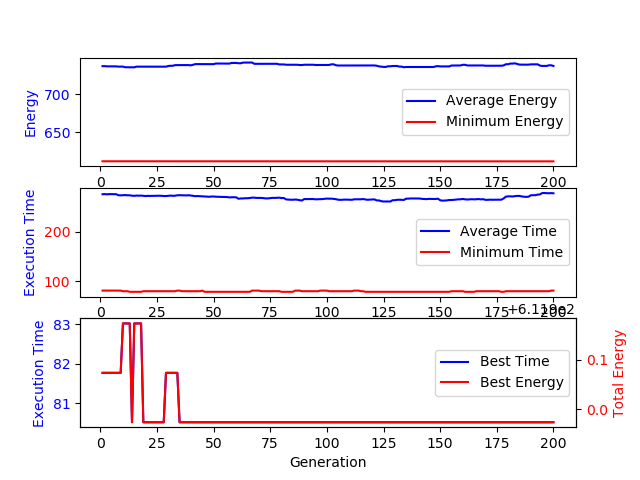 Energy
700
650
Average Energy
Minimum Energy
0 25 50 75 100 125 150 175 200
Execution Time
200
100
Average Time
Minimum Time
0 25 50 75 100 125 150 175 200
+6.119e2
Execution Time
83
82
81
Best Time
Best Energy
0.1
0.0
Total Energy
0 25 50 75 100 125 150 175 200
Generation